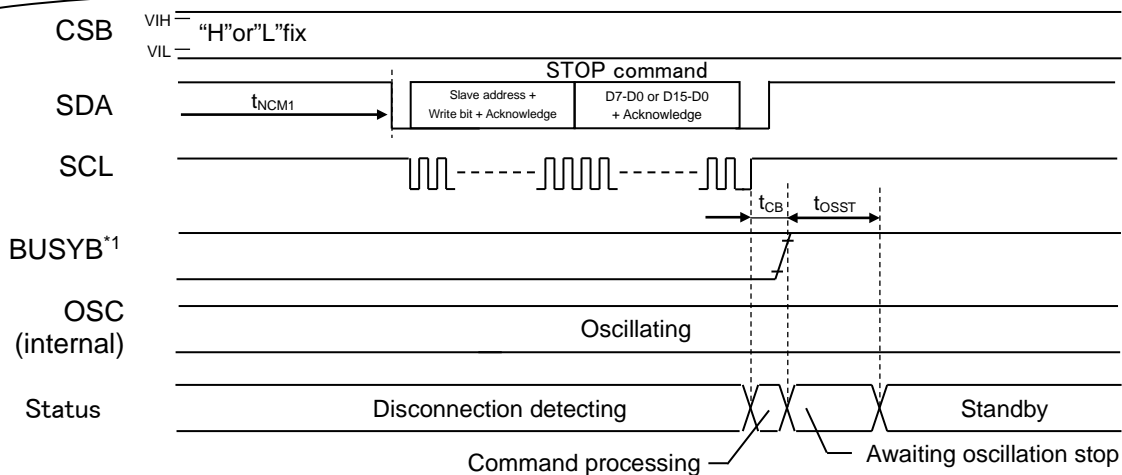 CSB VIH "H"or"L"fix
VIL
STOP command
SDA tNCM1 Slave address + D7-D0 or D15-D0
Write bit + Acknowledge + Acknowledge
SCL
tCB tOSST
BUSYB*1
OSC
(internal) Oscillating
Status Disconnection detecting Standby
Command processing Awaiting oscillation stop